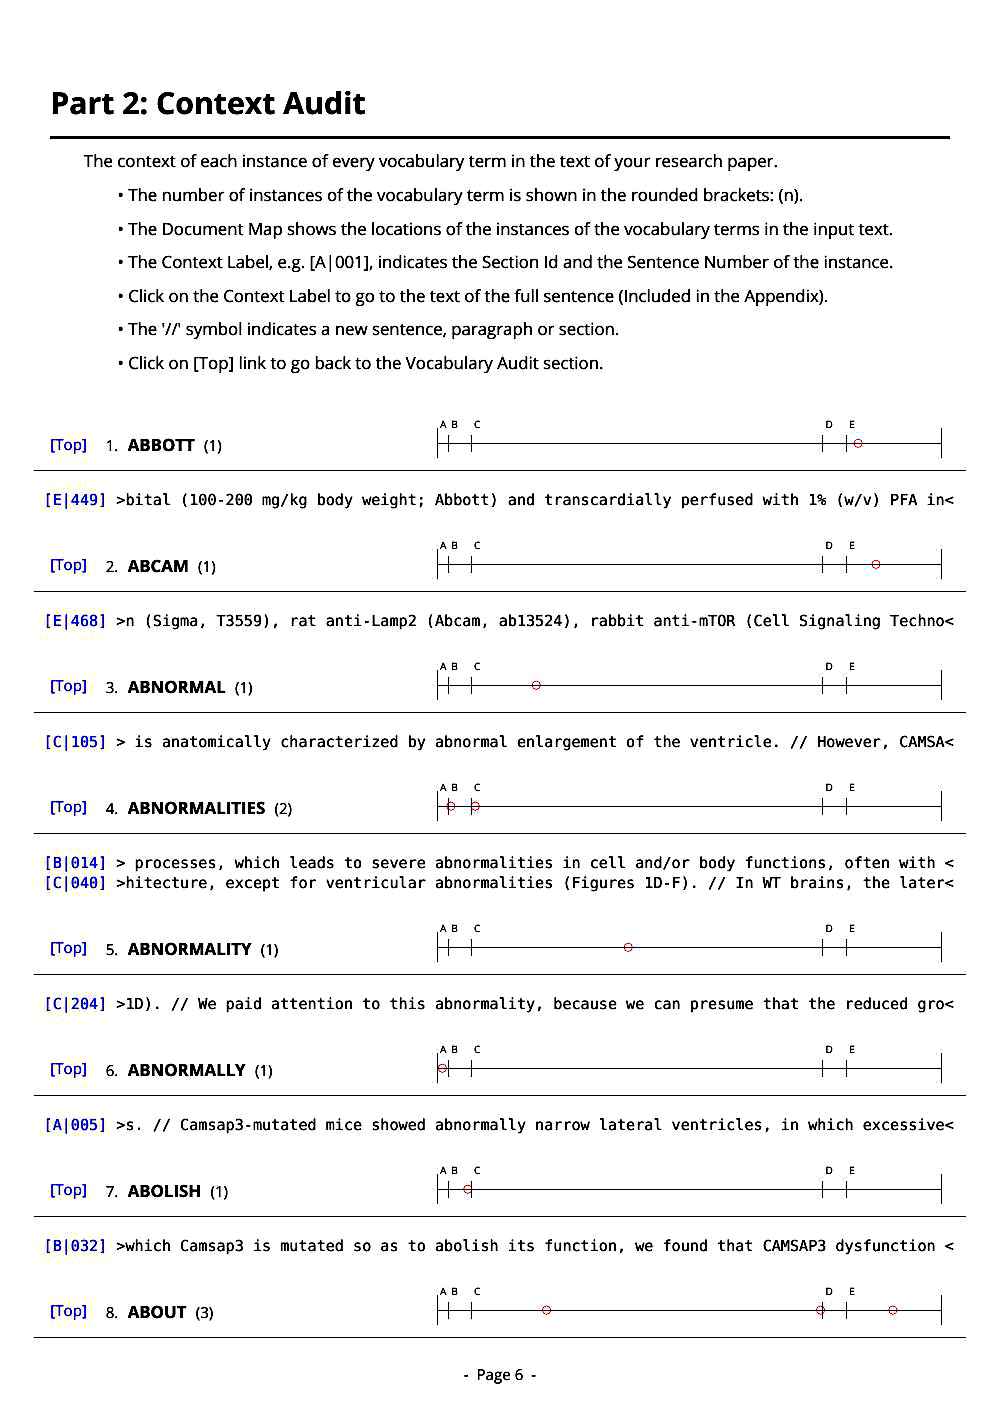 Part 2: Context Audit
The context of each instance of every vocabulary term in the text of your research paper.
• The number of instances of the vocabulary term is shown in the rounded brackets: (n).
• The Document Map shows the locations of the instances of the vocabulary terms in the input text.
• The Context Label, e.g. [A|001], indicates the Section Id and the Sentence Number of the instance.
• Click on the Context Label to go to the text of the full sentence (Included in the Appendix).
• The '//' symbol indicates a new sentence, paragraph or section.
• Click on [Top] link to go back to the Vocabulary Audit section.
A B C D E
[Top] 1. ABBOTT (1)
[E|449] >bital (100-200 mg/kg body weight; Abbott) and transcardially perfused with 1% (w/v) PFA in<
A B C D E
[Top] 2. ABCAM (1)
[E|468] >n (Sigma, T3559), rat anti-Lamp2 (Abcam, ab13524), rabbit anti-mTOR (Cell Signaling Techno<
A B C D E
[Top] 3. ABNORMAL (1)
[C|105] > is anatomically characterized by abnormal enlargement of the ventricle. // However, CAMSA<
A B C D E
[Top] 4. ABNORMALITIES (2)
[B|014] > processes, which leads to severe abnormalities in cell and/or body functions, often with <
[C|040] >hitecture, except for ventricular abnormalities (Figures 1D-F). // In WT brains, the later<
A B C D E
[Top] 5. ABNORMALITY (1)
[C|204] >1D). // We paid attention to this abnormality, because we can presume that the reduced gro<
A B C D E
[Top] 6. ABNORMALLY (1)
[A|005] >s. // Camsap3-mutated mice showed abnormally narrow lateral ventricles, in which excessive<
A B C D E
[Top] 7. ABOLISH (1)
[B|032] >which Camsap3 is mutated so as to abolish its function, we found that CAMSAP3 dysfunction <
A B C D E
[Top] 8. ABOUT (3)
- Page 6 -